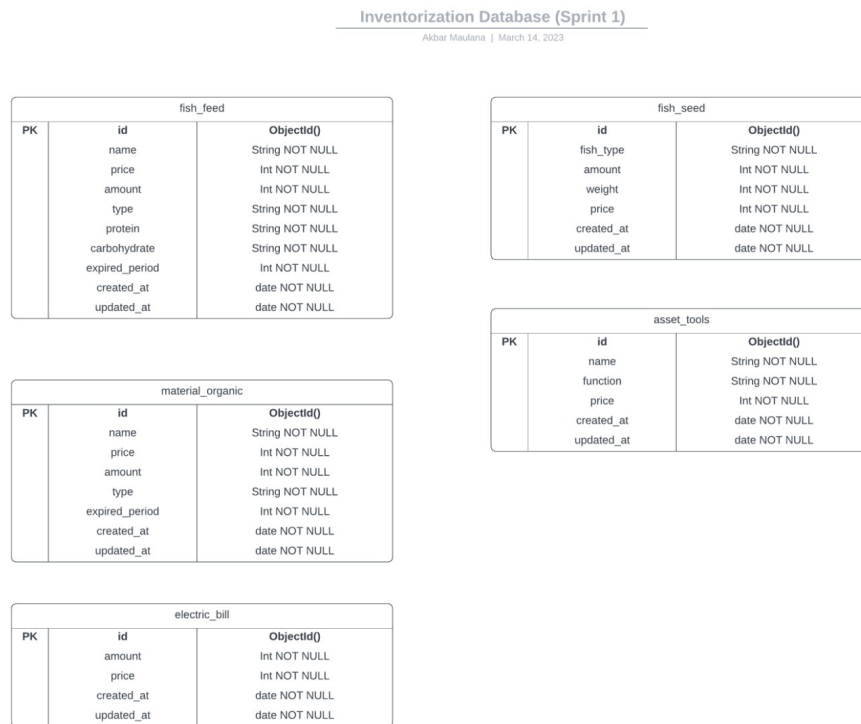 Inventorization Database (Sprint 1)
Akbar Maulana | March 14, 2023
fish_feed
PK id ObjectId()
name String NOT NULL
price Int NOT NULL
amount Int NOT NULL
type String NOT NULL
protein String NOT NULL
carbohydrate String NOT NULL
expired_period Int NOT NULL
created_at date NOT NULL
updated_at date NOT NULL
material_organic
PK id ObjectId()
name String NOT NULL
price Int NOT NULL
amount Int NOT NULL
type String NOT NULL
expired_period Int NOT NULL
created_at date NOT NULL
updated_at date NOT NULL
electric_bill
PK id ObjectId()
amount Int NOT NULL
price Int NOT NULL
created_at date NOT NULL
updated_at date NOT NULL
fish_seed
PK id ObjectId()
fish_type String NOT NULL
amount Int NOT NULL
weight Int NOT NULL
price Int NOT NULL
created_at date NOT NULL
updated_at date NOT NULL
asset_tools
PK id ObjectId()
name String NOT NULL
function String NOT NULL
price Int NOT NULL
created_at date NOT NULL
updated_at date NOT NULL